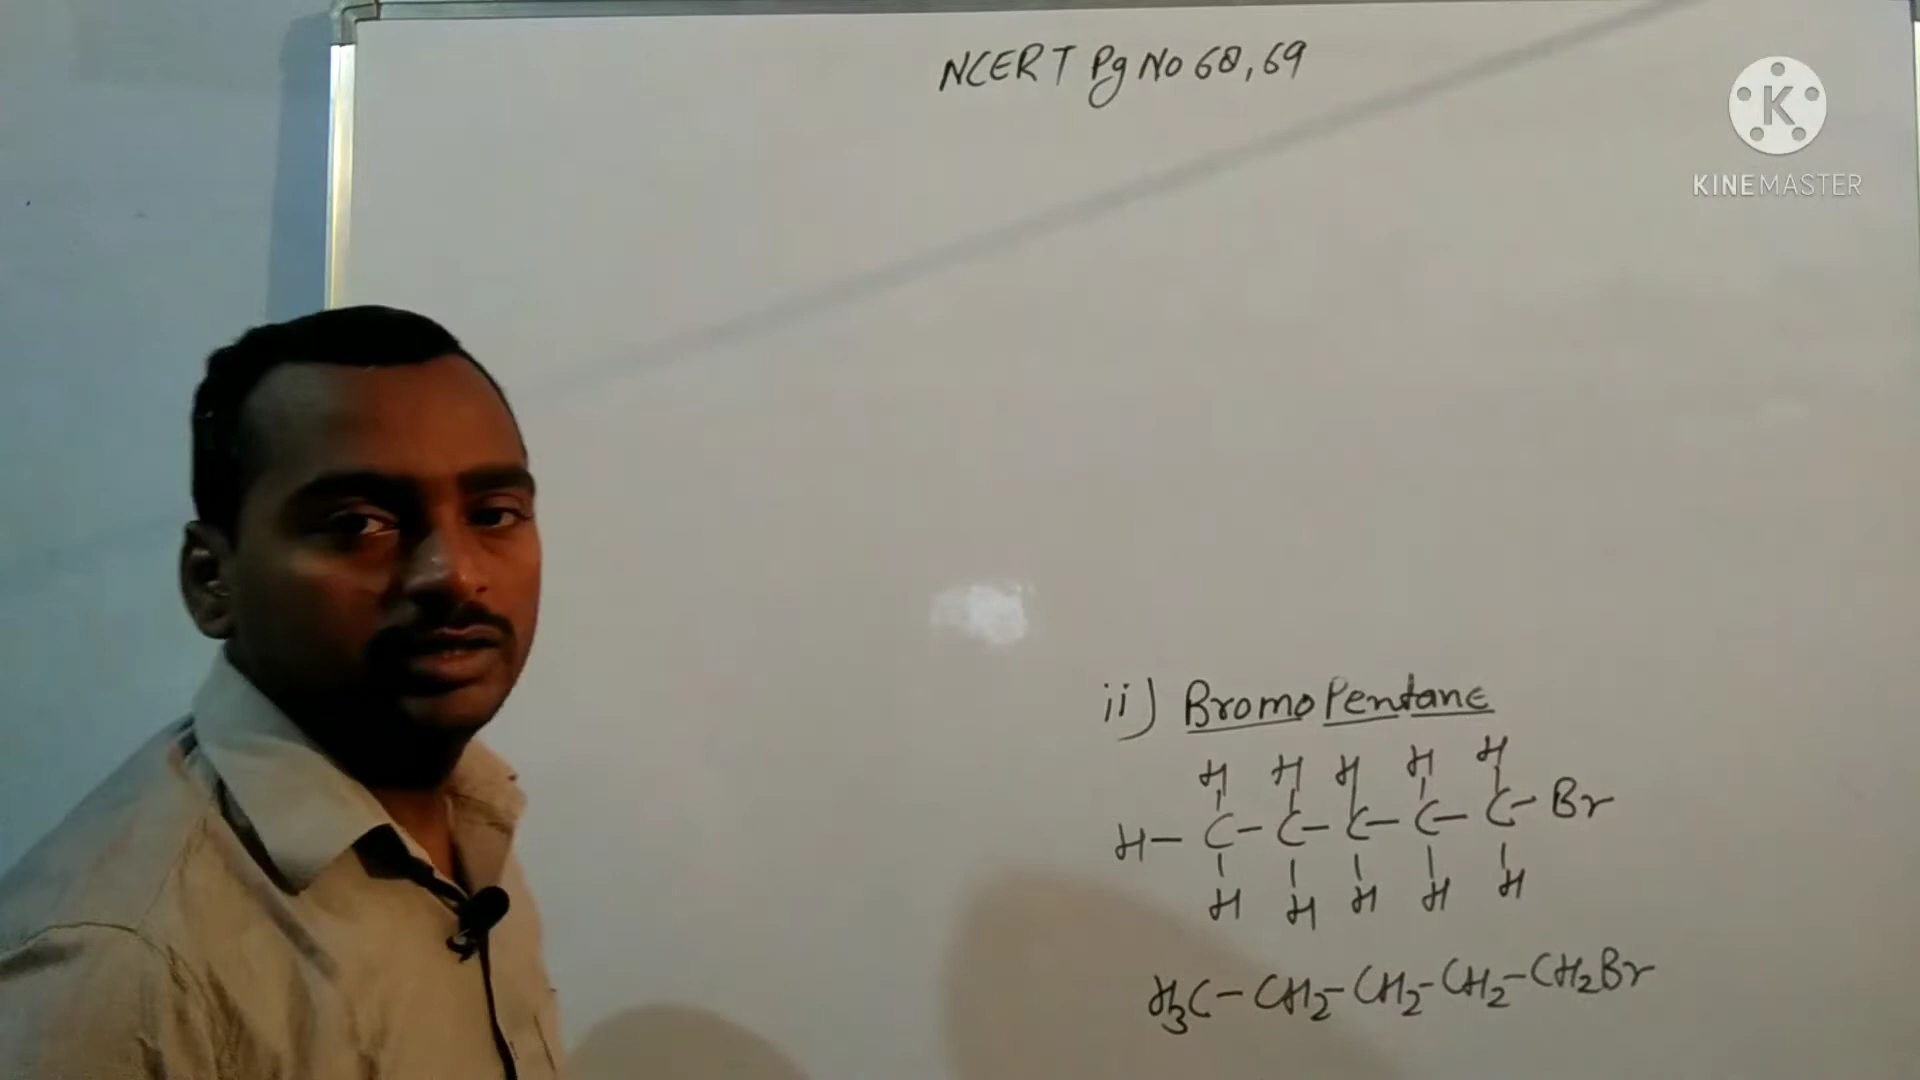 NCERT Pg No 68, 69
K
KINEMASTER
ii) Bromo Pentane
H H H H H
H - C - C - C - C - C - Br
H H H H H
H₃C - CH₂ - CH₂ - CH₂ - CH₂Br